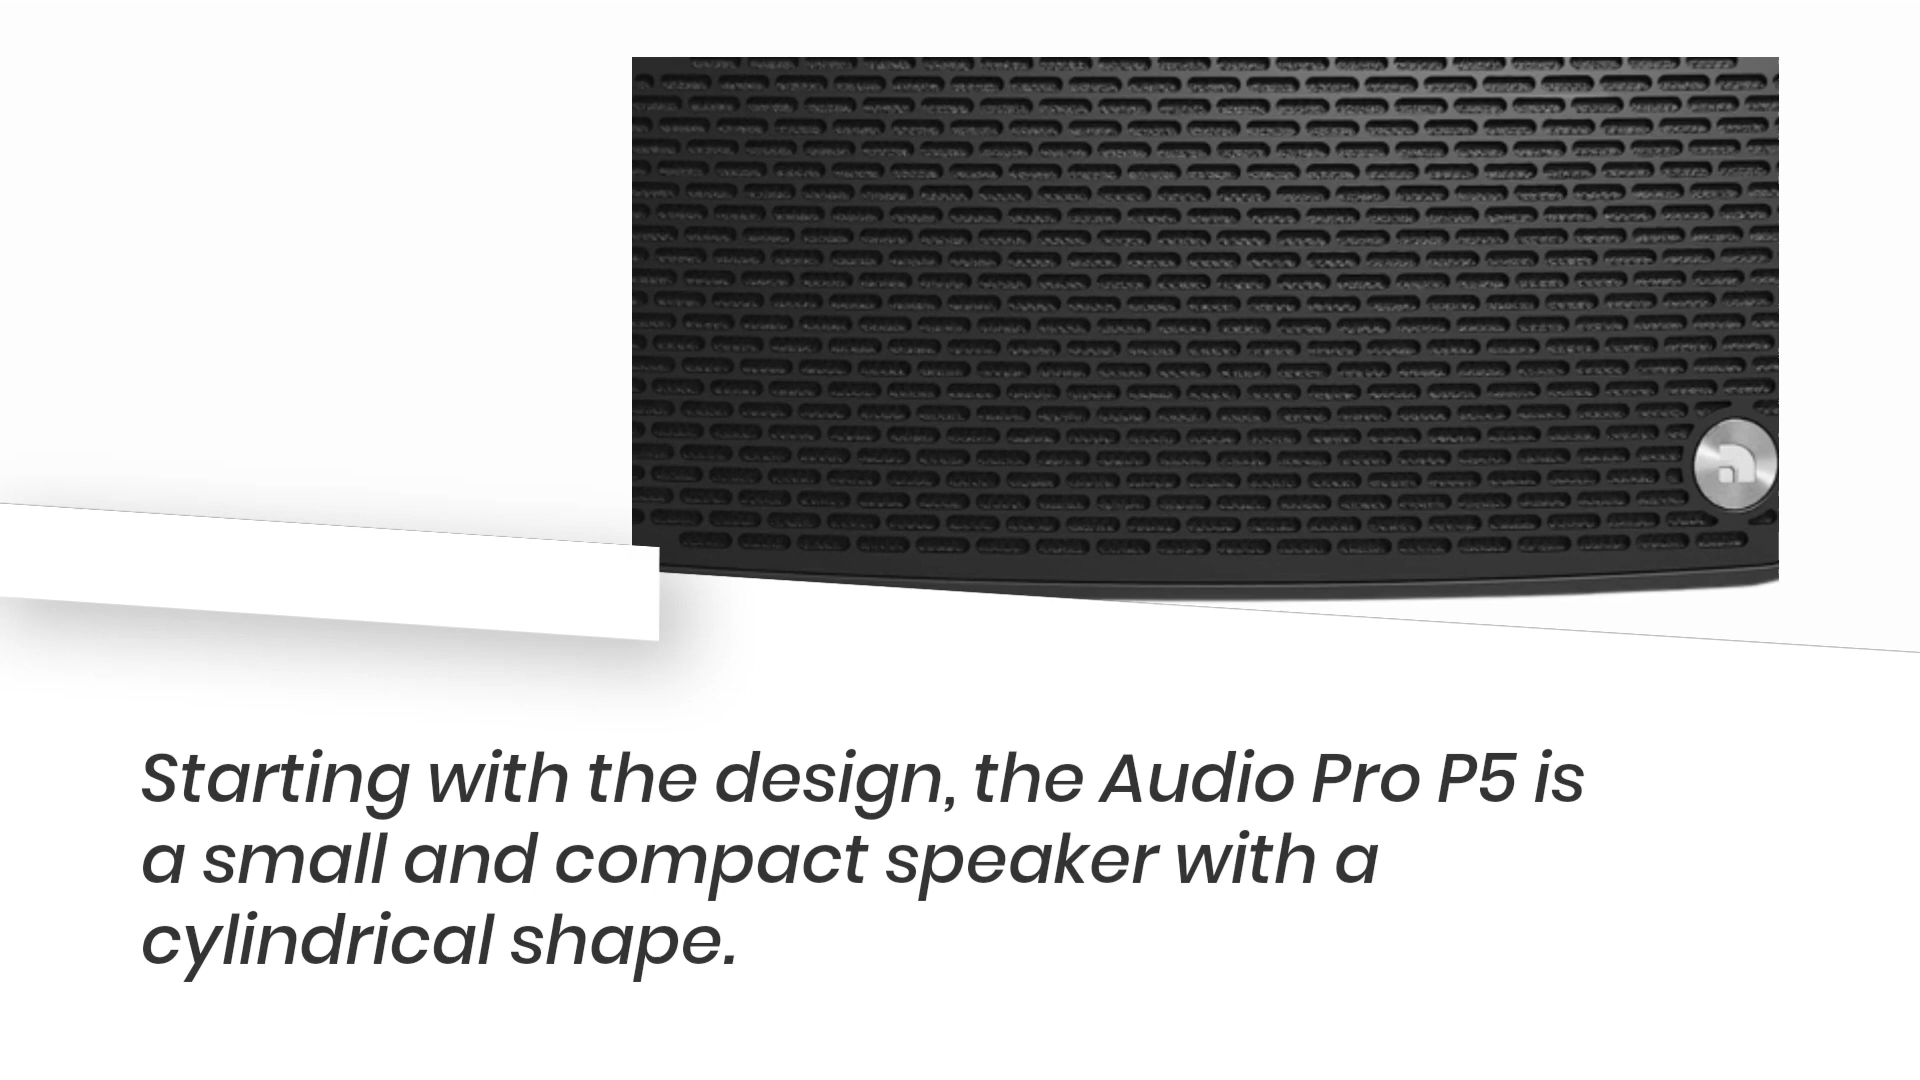 Starting with the design, the Audio Pro P5 is
a small and compact speaker with a
cylindrical shape.